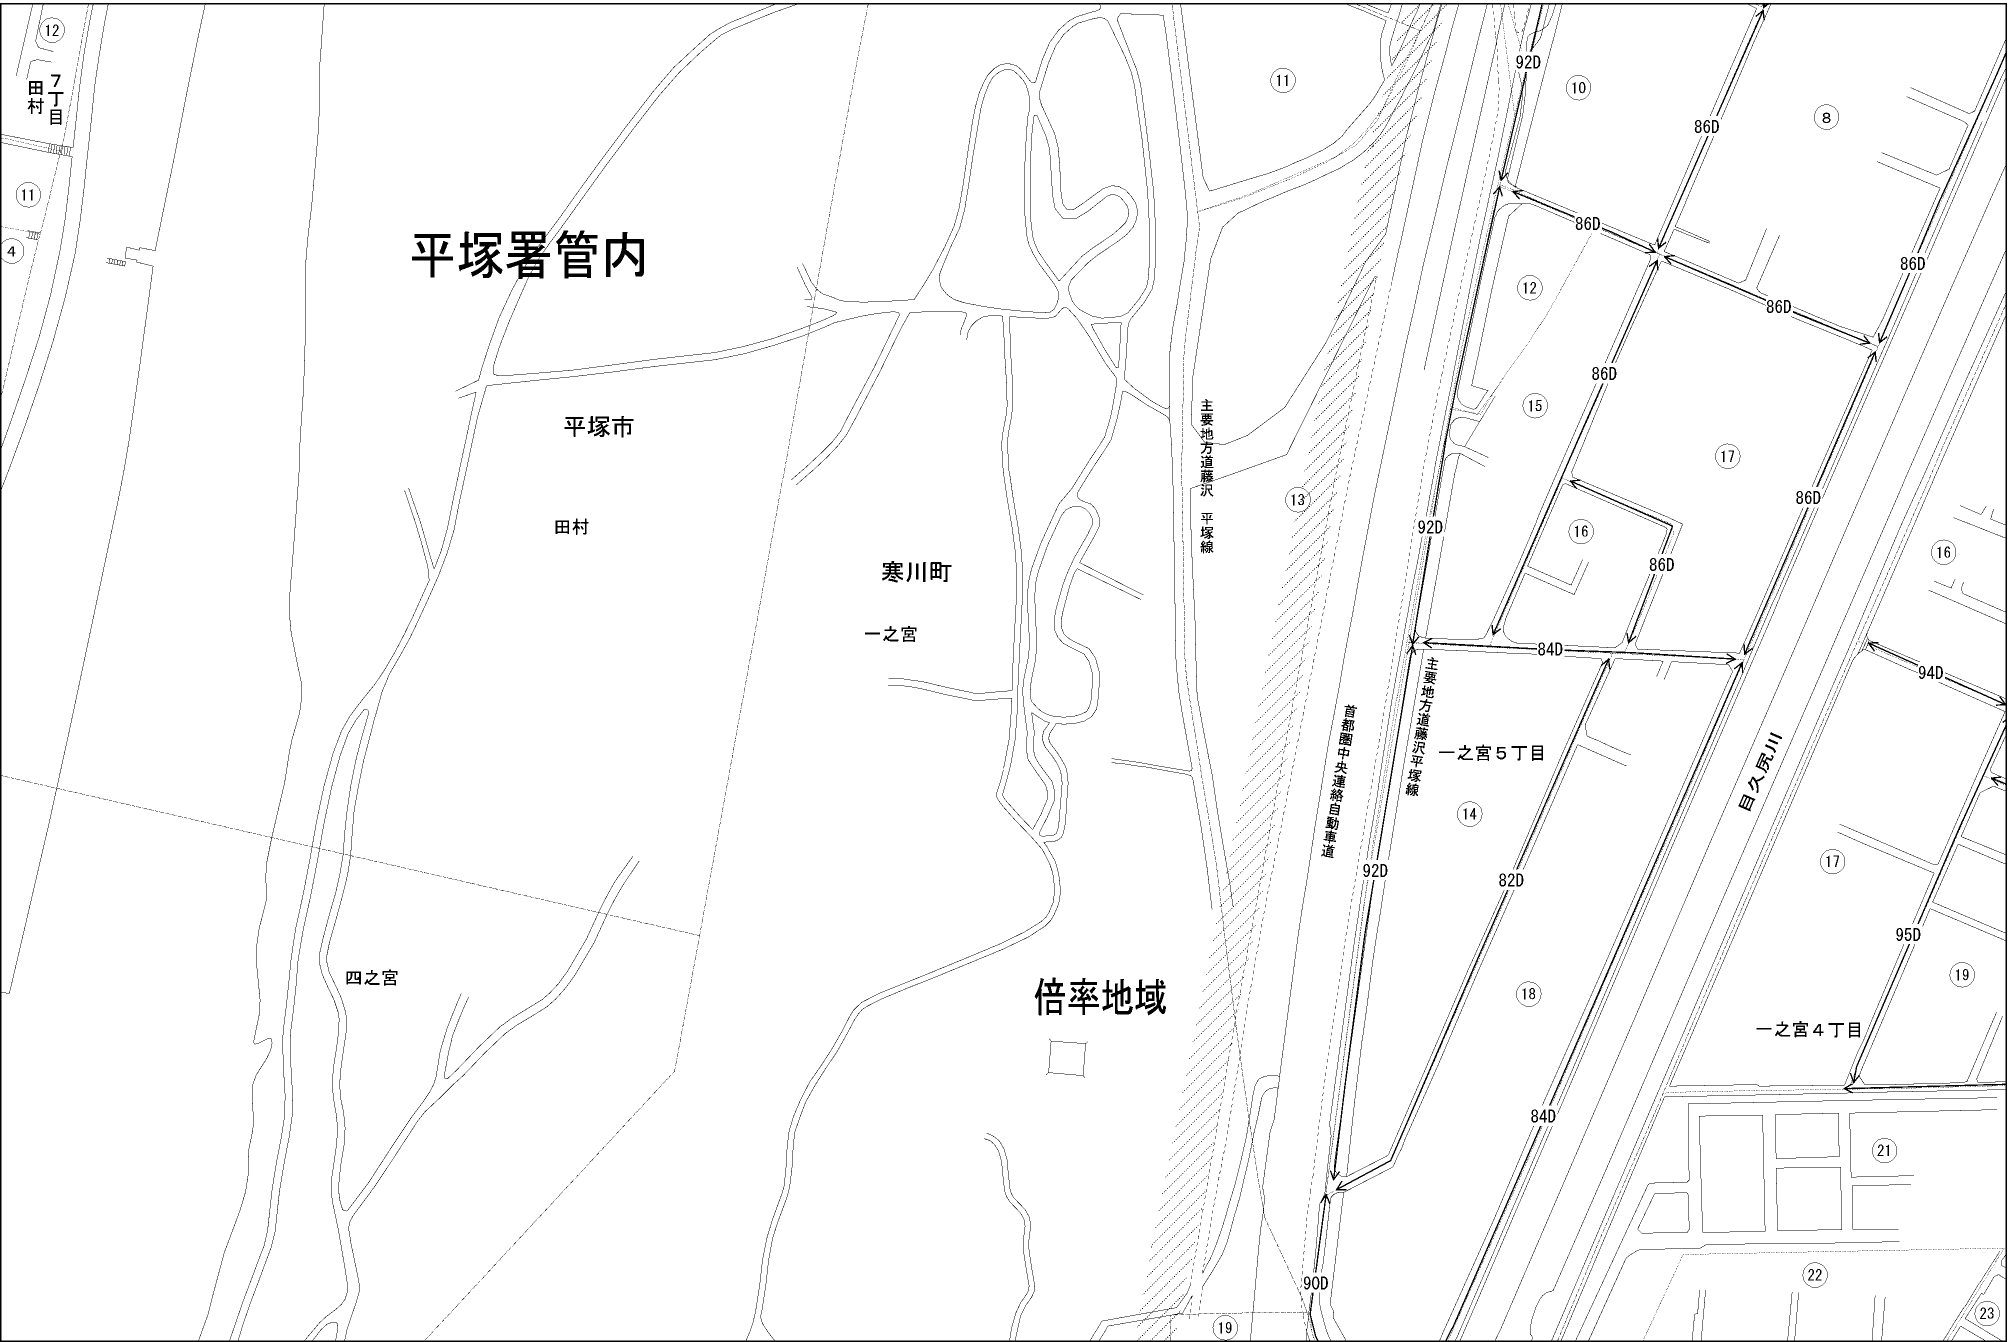 ⑫
７丁目
田村
⑪
④
平塚署管内
平塚市
田村
寒川町
一之宮
四之宮
倍率地域
主要地方道藤沢　平塚線
首都圏中央連絡自動車道
主要地方道藤沢平塚線
⑪
⑬
92D
⑩
86D
⑧
86D
86D
86D
⑫
86D
⑮
⑰
86D
92D
⑯
86D
84D
一之宮５丁目
⑭
92D
82D
⑱
84D
90D
⑲
目久尻川
⑯
94D
⑰
95D
⑲
一之宮４丁目
㉑
㉒
㉓